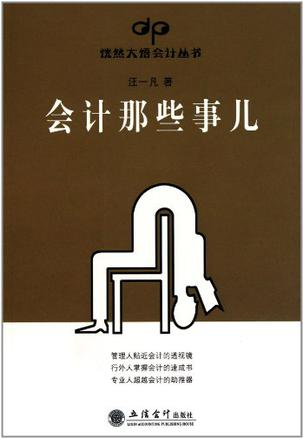 dp
恍然大悟会计丛书
汪一凡 著
会计那些事儿
管理人贴近会计的透视镜
行外人掌握会计的速成书
专业人超越会计的助推器
立信会计出版社
LIXIN ACCOUNTING PUBLISHING HOUSE